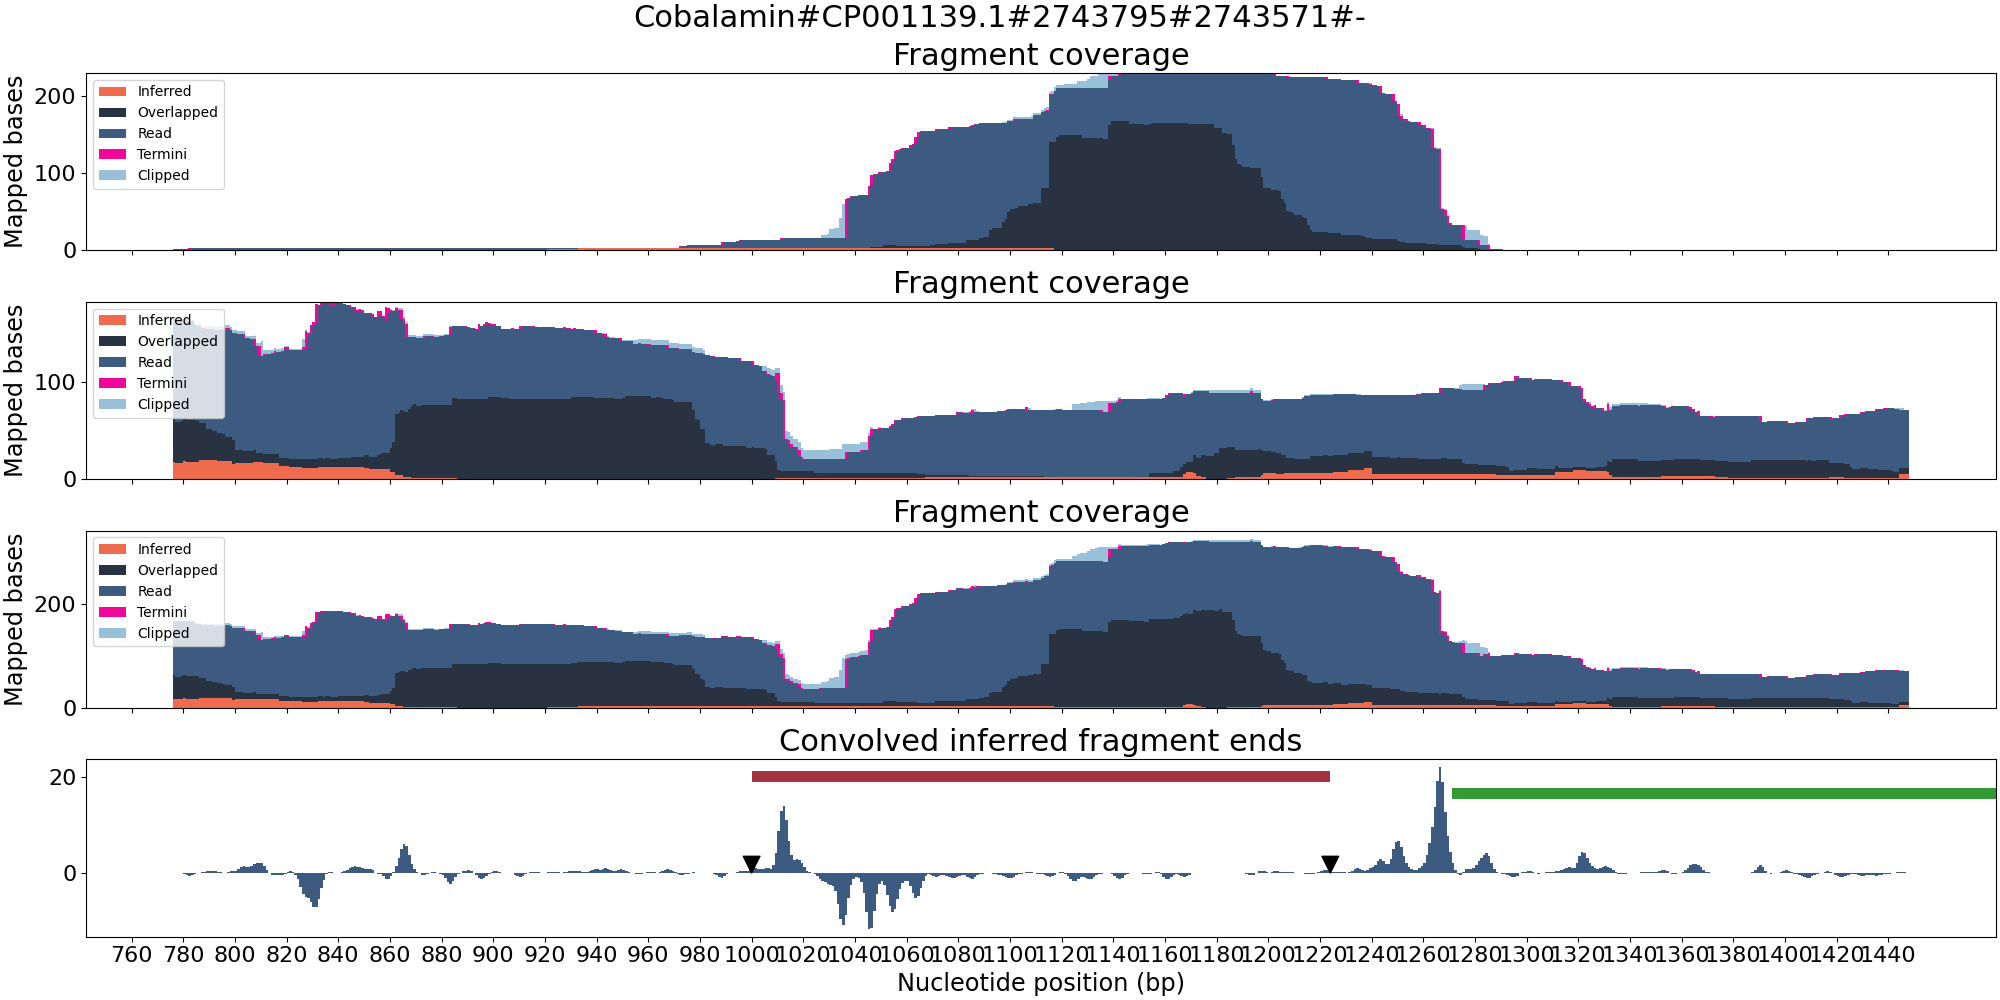 Cobalamin#CP001139.1#2743795#2743571#-
Fragment coverage
Mapped bases
200
100
0
Inferred
Overlapped
Read
Termini
Clipped
Fragment coverage
Mapped bases
100
0
Inferred
Overlapped
Read
Termini
Clipped
Fragment coverage
Mapped bases
200
0
Inferred
Overlapped
Read
Termini
Clipped
Convolved inferred fragment ends
20
0
760 780 800 820 840 860 880 900 920 940 960 980 1000 1020 1040 1060 1080 1100 1120 1140 1160 1180 1200 1220 1240 1260 1280 1300 1320 1340 1360 1380 1400 1420 1440
Nucleotide position (bp)